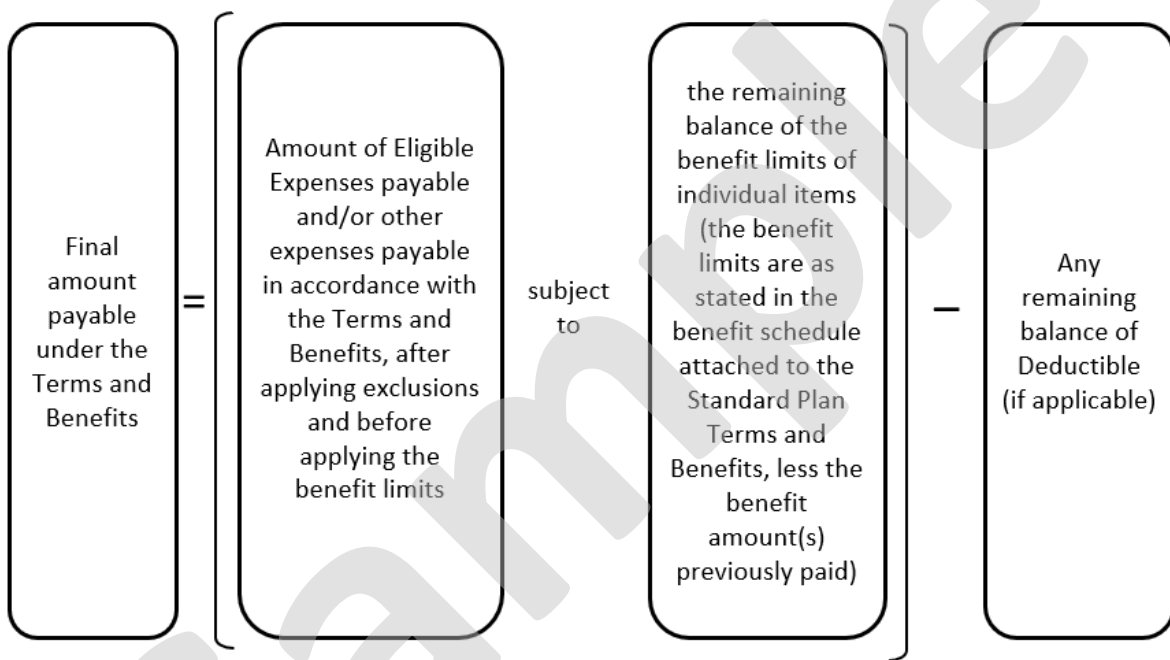 Final
amount
payable
under the
Terms and
Benefits
=
Amount of Eligible
Expenses payable
and/or other
expenses payable
in accordance with
the Terms and
Benefits, after
applying exclusions
and before
applying the
benefit limits
subject
to
the remaining
balance of the
benefit limits of
individual items
(the benefit
limits are as
stated in the
benefit schedule
attached to the
Standard Plan
Terms and
Benefits, less the
benefit
amount(s)
previously paid)
–
Any
remaining
balance of
Deductible
(if applicable)
ample